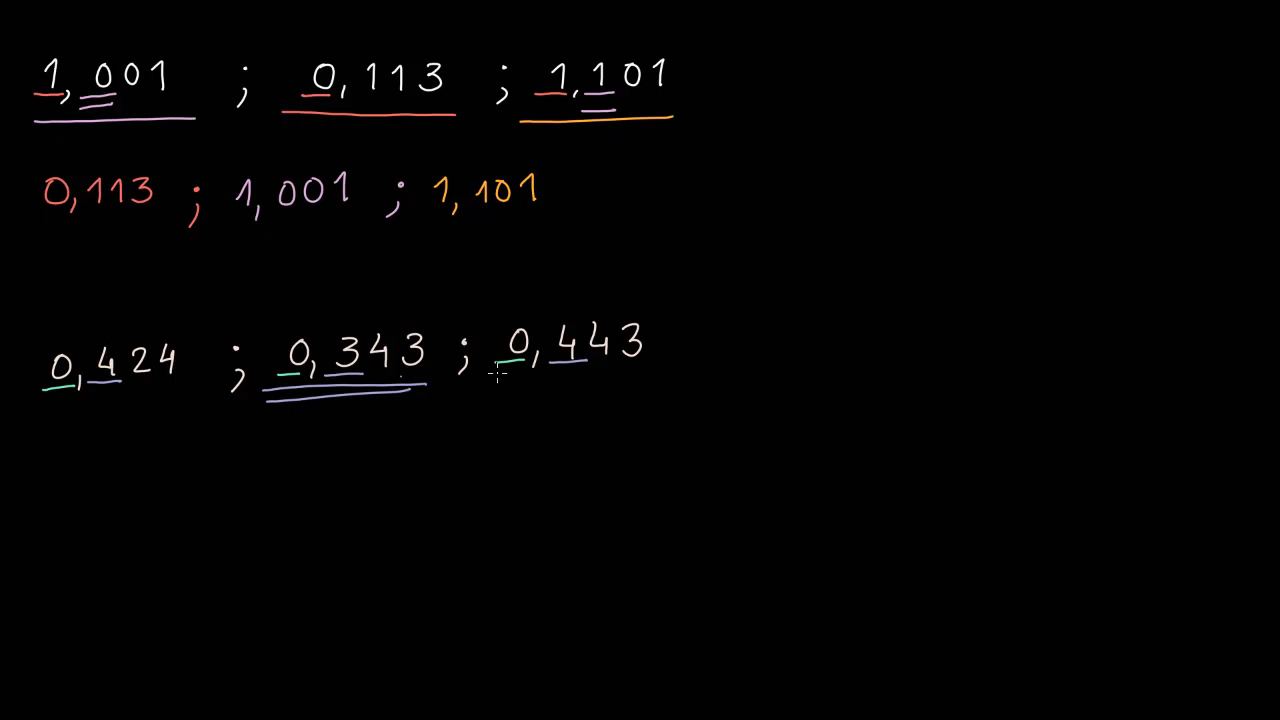 1,001 ; 0,113 ; 1,101
0,113 ; 1,001 ; 1,101
0,424 ; 0,343 ; 0,443